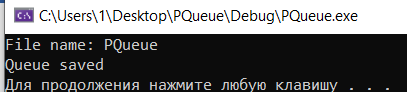 C:\Users\1\Desktop\PQueue\Debug\PQueue.exe
File name: PQueue
Queue saved
Для продолжения нажмите любую клавишу . . .